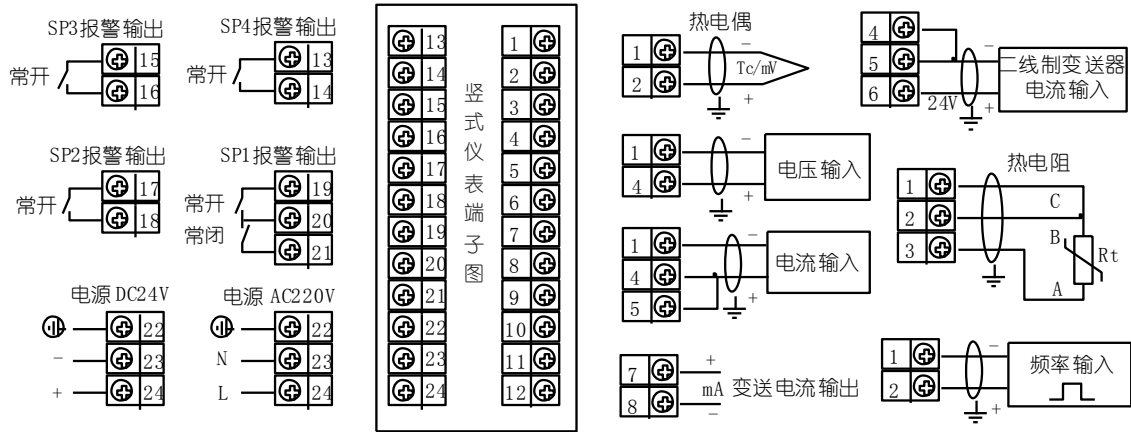 SP3报警输出
常开
15
16
SP4报警输出
常开
13
14
SP2报警输出
常开
17
18
SP1报警输出
常开
常闭
19
20
21
电源 DC24V
22
－ 23
+ 24
电源 AC220V
22
N 23
L 24
13
14
15
16
17
18
19
20
21
22
23
24
竖式仪表端子图
1
2
3
4
5
6
7
8
9
10
11
12
热电偶
1
2
－
Tc/mV
+
1
4
－
+
电压输入
1
4
5
－
+
电流输入
7
8
+
mA 变送电流输出
－
4
5
6
24V
－
+
二线制变送器
电流输入
热电阻
1
2
3
C
B
Rt
A
1
2
－
+
频率输入